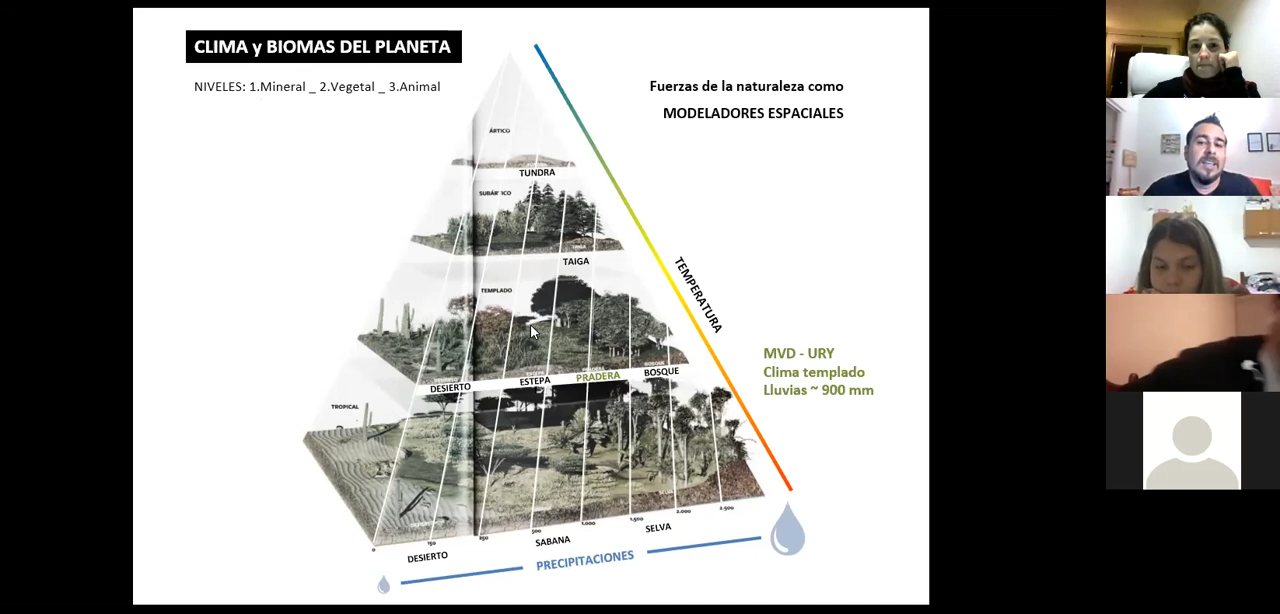 CLIMA y BIOMAS DEL PLANETA
NIVELES: 1.Mineral _ 2.Vegetal _ 3.Animal
Fuerzas de la naturaleza como
MODELADORES ESPACIALES
ÁRTICO
TUNDRA
TAIGA
TEMPLADO
TEMPERATURA
MVD - URY
Clima templado
Lluvias ~ 900 mm
DESIERTO
ESTEPA
PRADERA
BOSQUE
TROPICAL
0
150
250
500
1.000
1.500
2.000
2.500
DESIERTO
SABANA
SELVA
PRECIPITACIONES